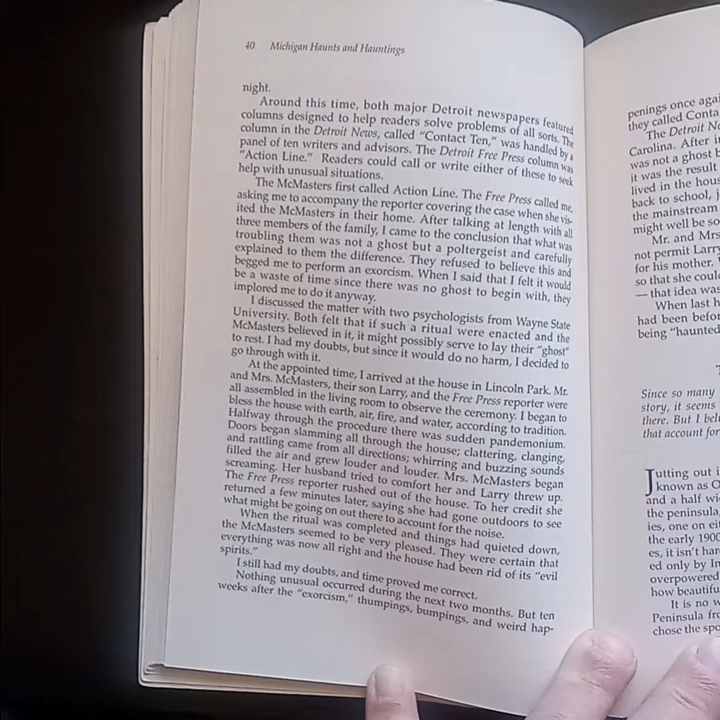 40 Michigan Haunts and Hauntings
night.
Around this time, both major Detroit newspapers featured
columns designed to help readers solve problems of all sorts. The
column in the Detroit News, called "Contact Ten," was handled by a
panel of ten writers and advisors. The Detroit Free Press column was
"Action Line." Readers could call or write either of these to seek
help with unusual situations.
The McMasters first called Action Line. The Free Press called me,
asking me to accompany the reporter covering the case when she vis-
ited the McMasters in their home. After talking at length with all
three members of the family, I came to the conclusion that what was
troubling them was not a ghost but a poltergeist and carefully
explained to them the difference. They refused to believe this and
begged me to perform an exorcism. When I said that I felt it would
be a waste of time since there was no ghost to begin with, they
implored me to do it anyway.
I discussed the matter with two psychologists from Wayne State
University. Both felt that if such a ritual were enacted and the
McMasters believed in it, it might possibly serve to lay their "ghost"
to rest. I had my doubts, but since it would do no harm, I decided to
go through with it.
At the appointed time, I arrived at the house in Lincoln Park. Mr.
and Mrs. McMasters, their son Larry, and the Free Press reporter were
all assembled in the living room to observe the ceremony. I began to
bless the house with earth, air, fire, and water, according to tradition.
Halfway through the procedure there was sudden pandemonium.
Doors began slamming all through the house; clattering, clanging,
and rattling came from all directions; whirring and buzzing sounds
filled the air and grew louder and louder. Mrs. McMasters began
screaming. Her husband tried to comfort her and Larry threw up.
The Free Press reporter rushed out of the house. To her credit she
returned a few minutes later, saying she had gone outdoors to see
what might be going on out there to account for the noise.
When the ritual was completed and things had quieted down,
the McMasters seemed to be very pleased. They were certain that
everything was now all right and the house had been rid of its "evil
spirits."
I still had my doubts, and time proved me correct.
Nothing unusual occurred during the next two months. But ten
weeks after the "exorcism," thumpings, bumpings, and weird hap-
penings once agai
they called Conta
The Detroit Ne
Carolina. After i
was not a ghost b
it was the result
lived in the hous
back to school, j
the mainstream
might well be so
Mr. and Mrs
not permit Larry
for his mother.
so that she could
— that idea was
When last h
had been befor
being "haunted
Since so many
story, it seems
there. But I bel
that account for
Jutting out i
known as O
and a half wi
the peninsula
ies, one on ei
the early 1900
es, it isn't har
ed only by In
overpowered
how beautifu
It is no w
Peninsula fro
chose the spo